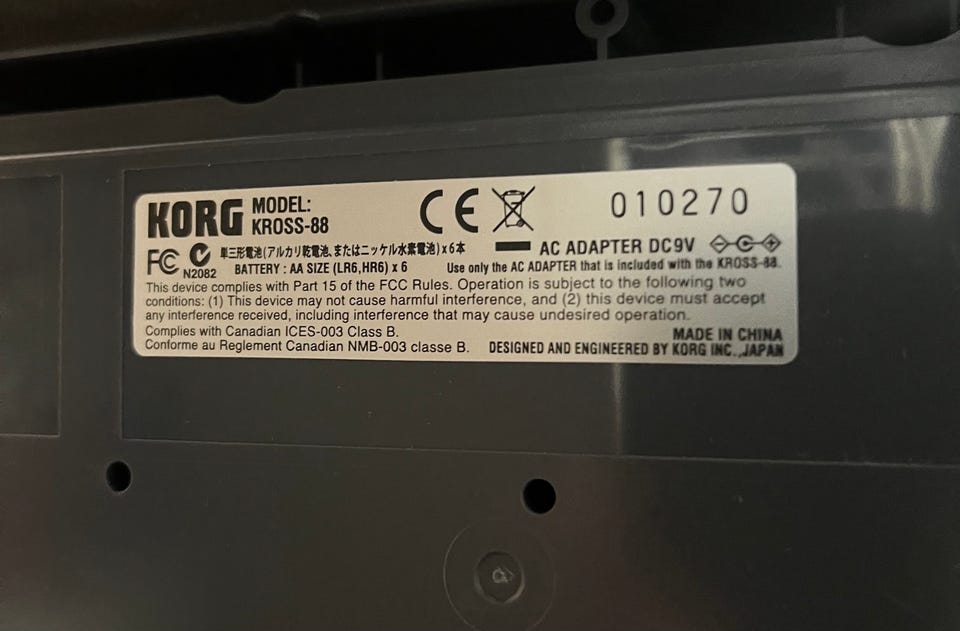 KORG MODEL: KROSS-88
CE
010270
FC
N2082
単三形電池(アルカリ乾電池、またはニッケル水素電池)x6本
BATTERY : AA SIZE (LR6,HR6) x 6
AC ADAPTER DC9V
Use only the AC ADAPTER that is included with the KROSS-88.
This device complies with Part 15 of the FCC Rules. Operation is subject to the following two
conditions: (1) This device may not cause harmful interference, and (2) this device must accept
any interference received, including interference that may cause undesired operation.
Complies with Canadian ICES-003 Class B.
Conforme au Reglement Canadien NMB-003 classe B.
MADE IN CHINA
DESIGNED AND ENGINEERED BY KORG INC.,JAPAN